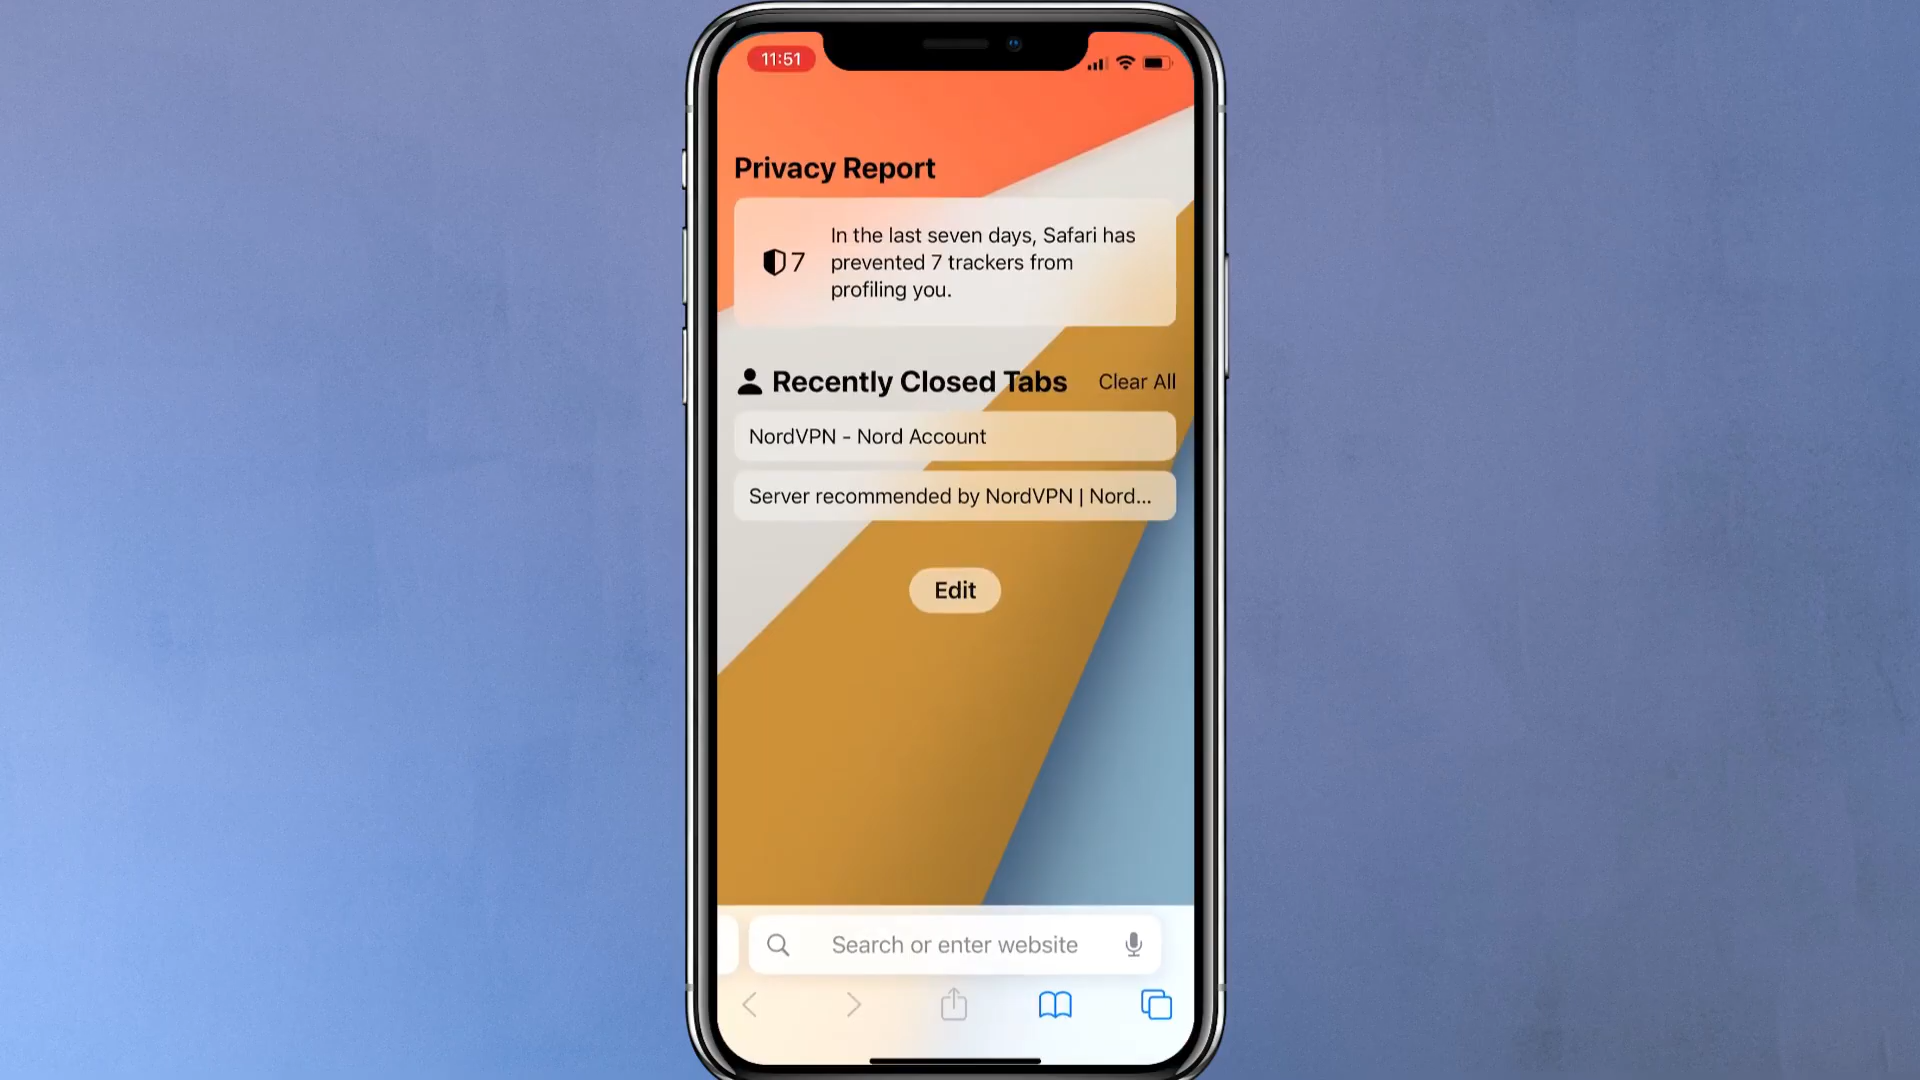 11:51
Privacy Report
7
In the last seven days, Safari has
prevented 7 trackers from
profiling you.
Recently Closed Tabs
Clear All
NordVPN - Nord Account
Server recommended by NordVPN | Nord...
Edit
Search or enter website